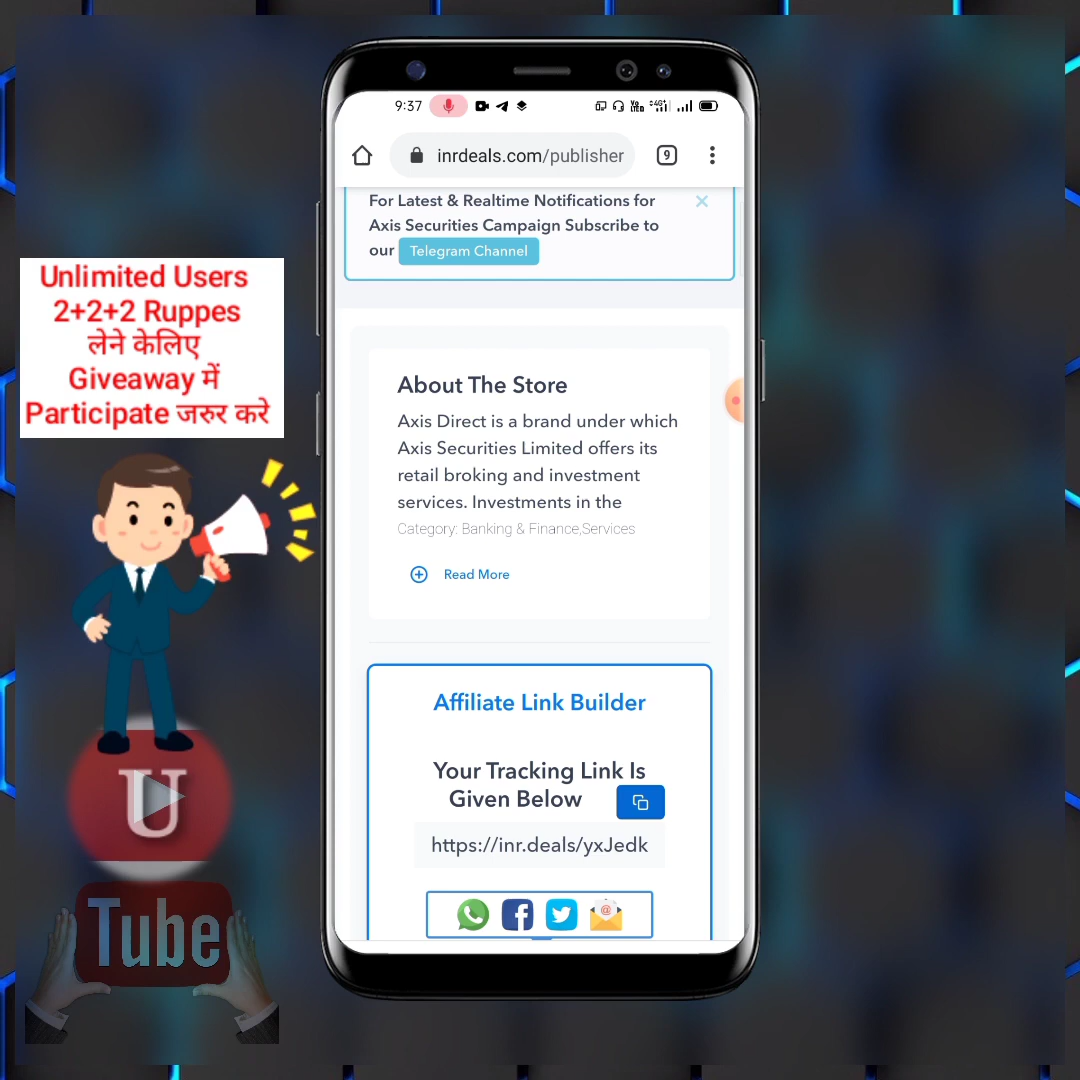 Unlimited Users
2+2+2 Ruppes
लेने केलिए
Giveaway में
Participate जरुर करे
U
Tube
9:37
inrdeals.com/publisher
9
For Latest & Realtime Notifications for
Axis Securities Campaign Subscribe to
our Telegram Channel
About The Store
Axis Direct is a brand under which
Axis Securities Limited offers its
retail broking and investment
services. Investments in the
Category: Banking & Finance,Services
Read More
Affiliate Link Builder
Your Tracking Link Is
Given Below
https://inr.deals/yxJedk